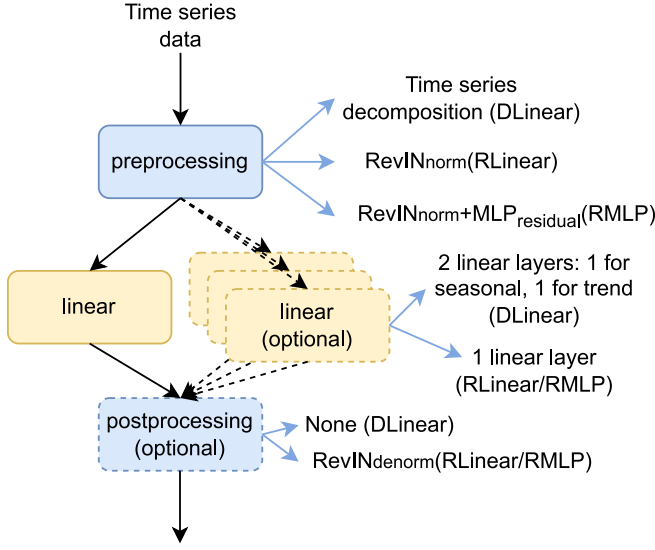 Time series
data
preprocessing
Time series
decomposition (DLinear)
RevINnorm(RLinear)
RevINnorm+MLPresidual(RMLP)
linear
linear
(optional)
2 linear layers: 1 for
seasonal, 1 for trend
(DLinear)
1 linear layer
(RLinear/RMLP)
postprocessing
(optional)
None (DLinear)
RevINdenorm(RLinear/RMLP)